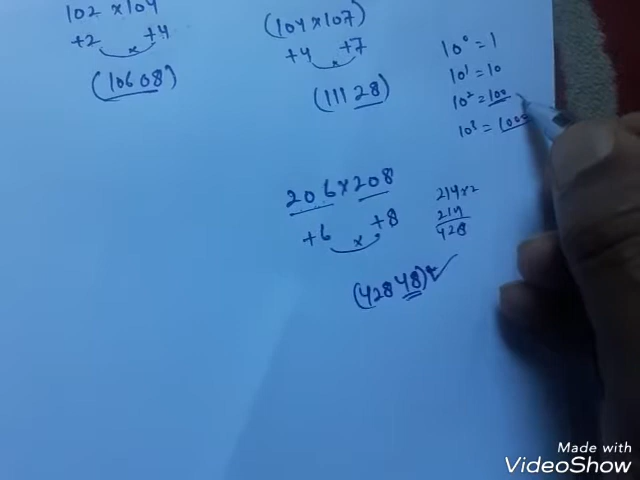 102 × 104
+2 × +4
(10608)
(104×107)
+4 × +7
(11128)
10⁰ = 1
10¹ = 10
10² = 100
10³ = 1000
206×208
+6 × +8
(42848)
214×2
214
428
Made with
VideoShow